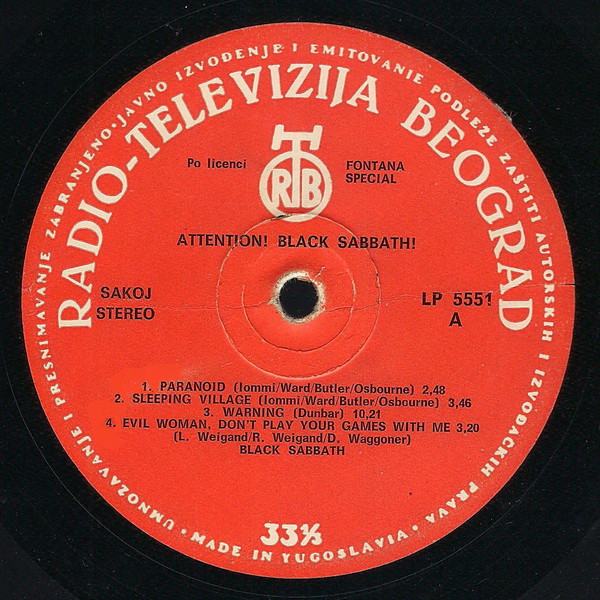 UMNOŽAVANJE I PRESNIMAVANJE ZABRANJENO • JAVNO IZVOĐENJE I EMITOVANJE PODLEŽE ZAŠTITI AUTORSKIH I IZVOĐAČKIH PRAVA •
RADIO-TELEVIZIJA BEOGRAD
Po licenci
RTB
FONTANA
SPECIAL
ATTENTION! BLACK SABBATH!
SAKOJ
STEREO
LP 5551
A
1. PARANOID (Iommi/Ward/Butler/Osbourne) 2,48
2. SLEEPING VILLAGE (Iommi/Ward/Butler/Osbourne) 3,46
3. WARNING (Dunbar) 10,21
4. EVIL WOMAN, DON'T PLAY YOUR GAMES WITH ME 3,20
(L. Weigand/R. Weigand/D. Waggoner)
BLACK SABBATH
33⅓
• MADE IN YUGOSLAVIA •